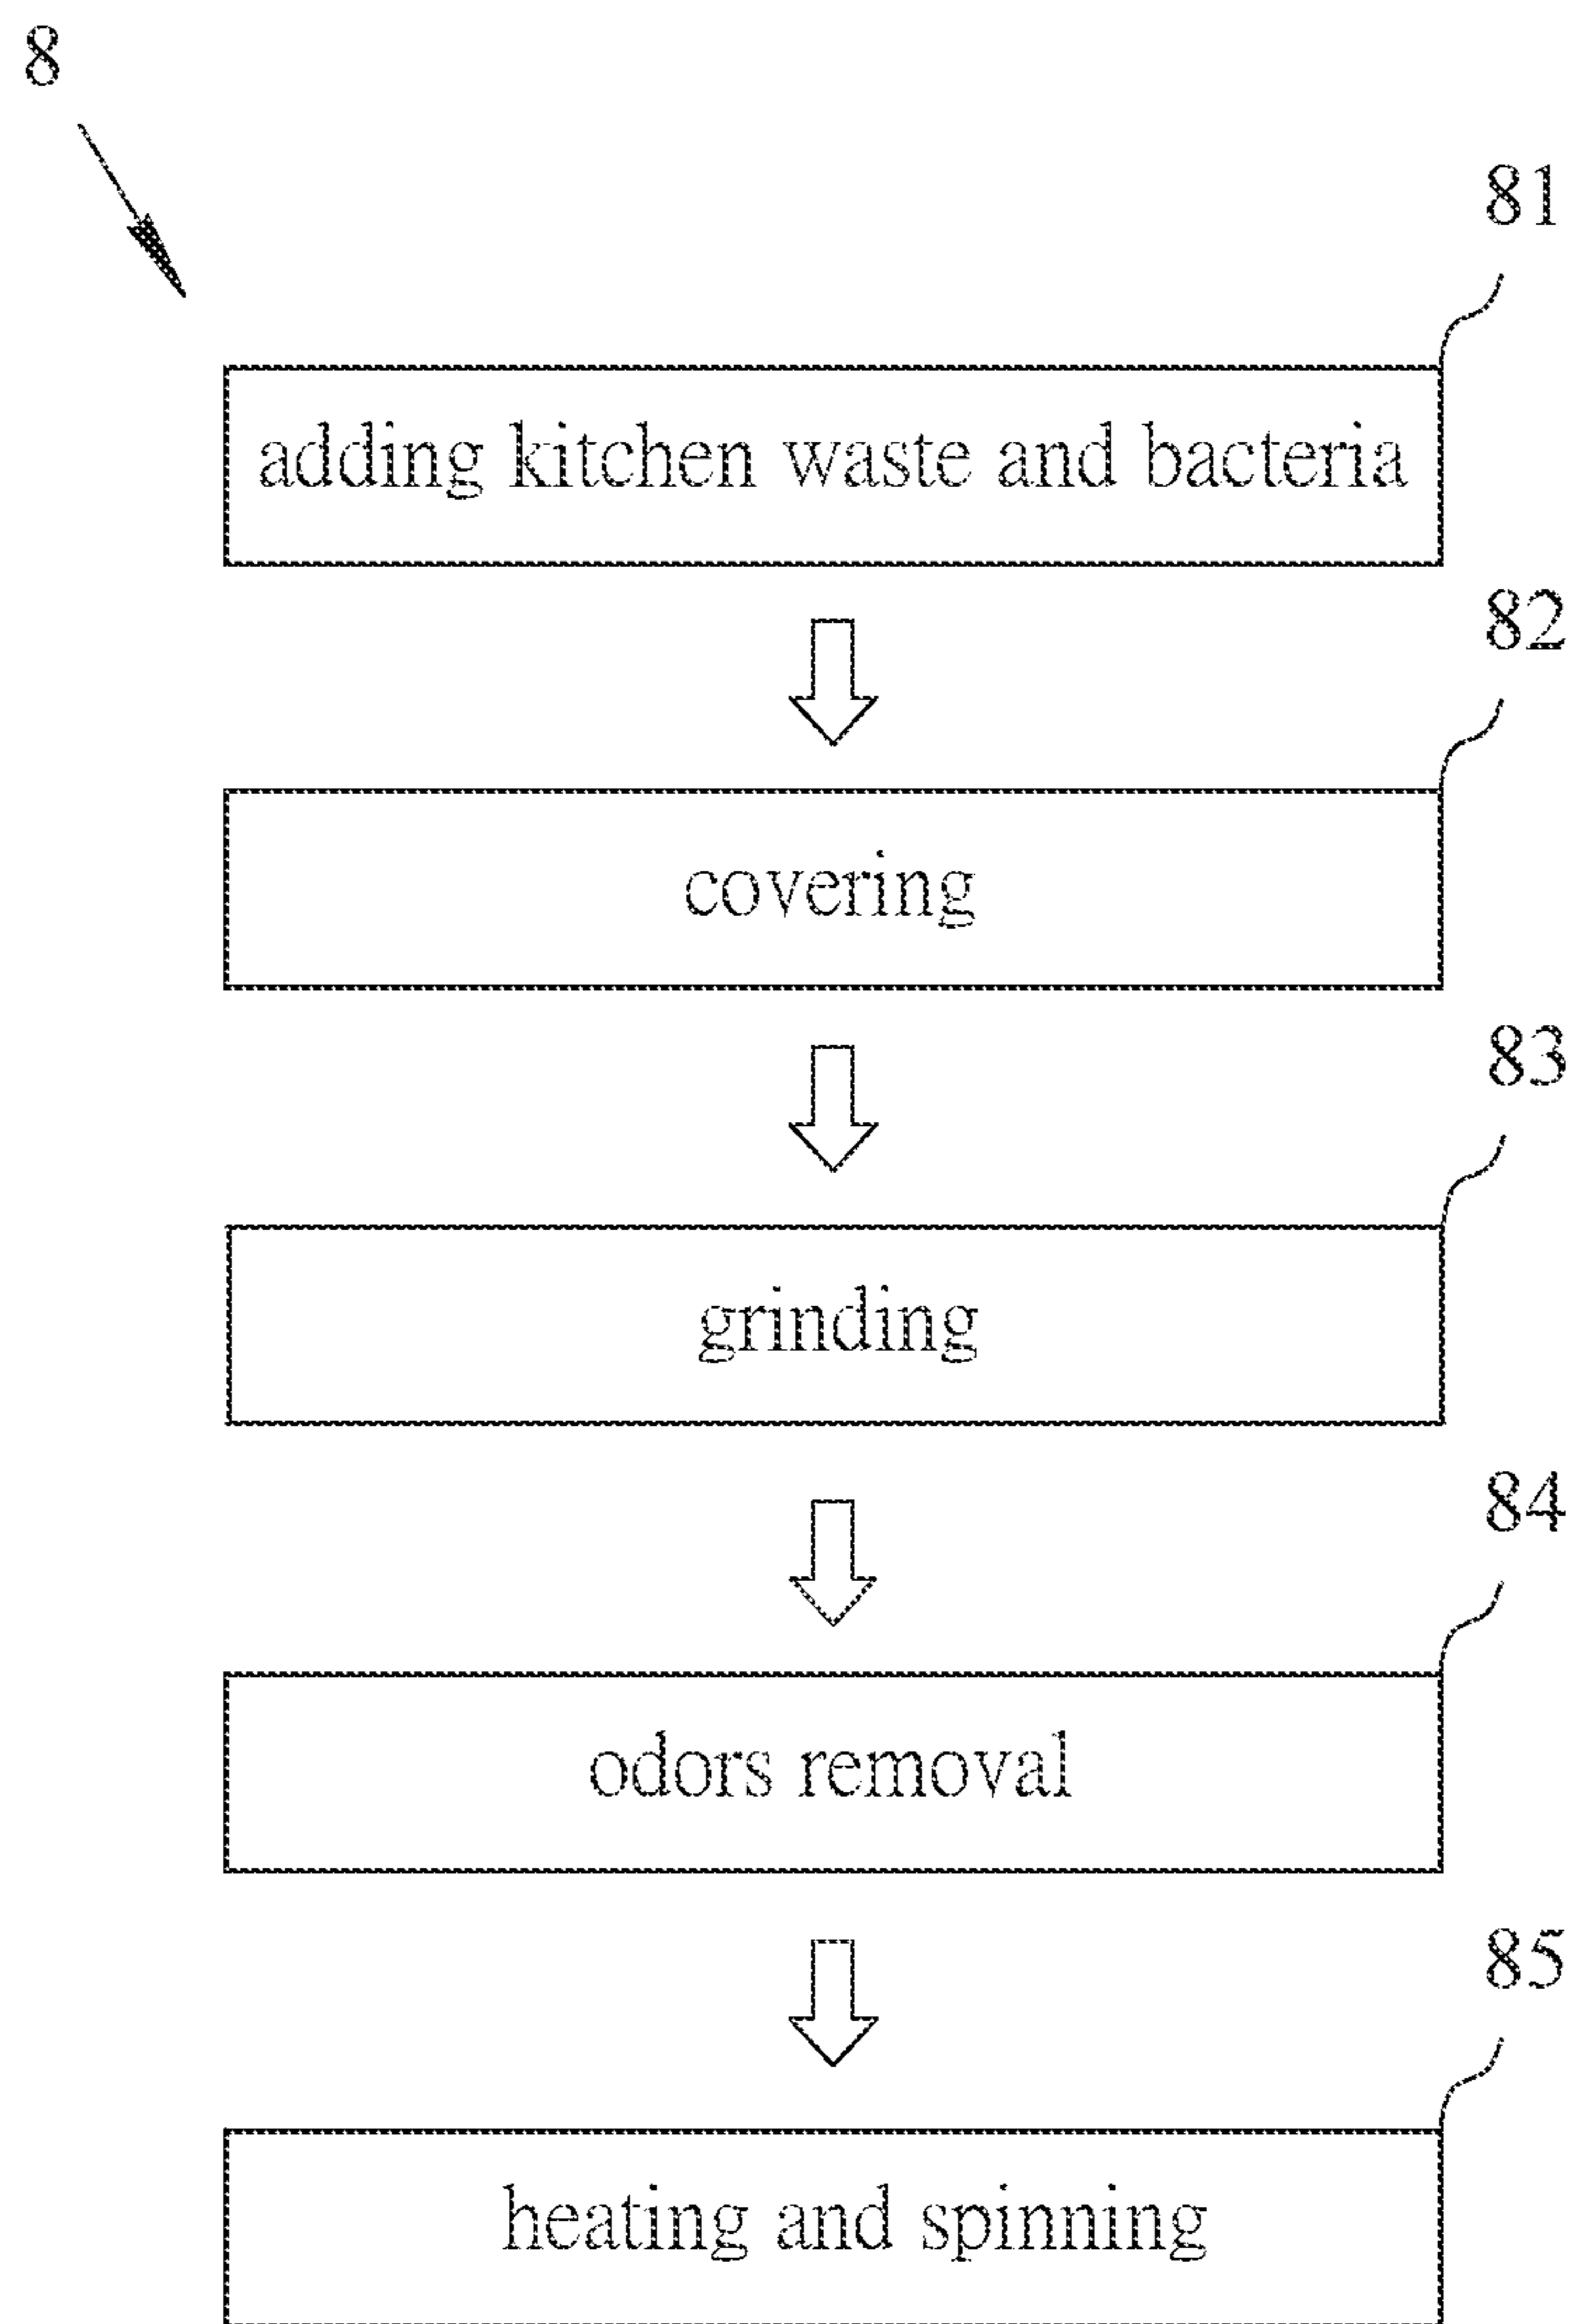 8
81
adding kitchen waste and bacteria
82
covering
83
grinding
84
odors removal
85
heating and spinning